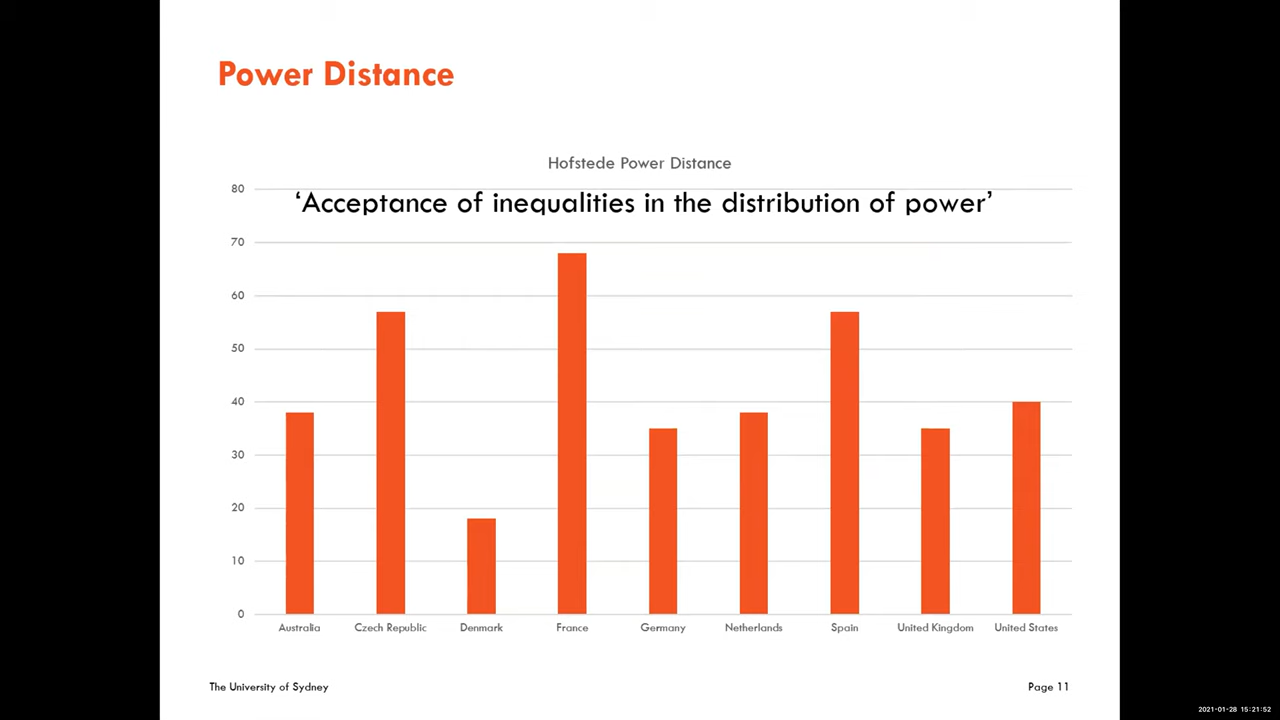 Power Distance
Hofstede Power Distance
‘Acceptance of inequalities in the distribution of power’
80
70
60
50
40
30
20
10
0
Australia Czech Republic Denmark France Germany Netherlands Spain United Kingdom United States
The University of Sydney Page 11
2021-01-28 15:21:52